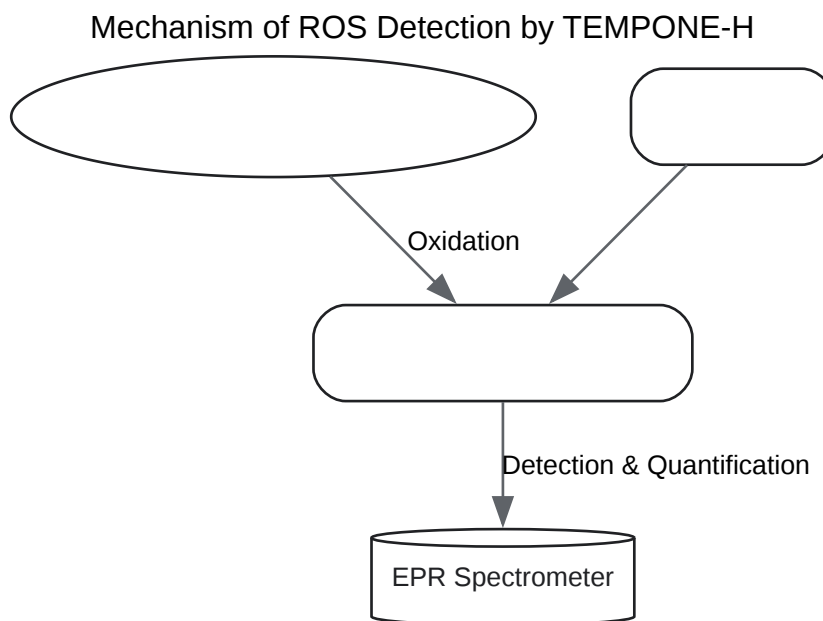 Mechanism of ROS Detection by TEMPONE-H
Oxidation
Detection & Quantification
EPR Spectrometer